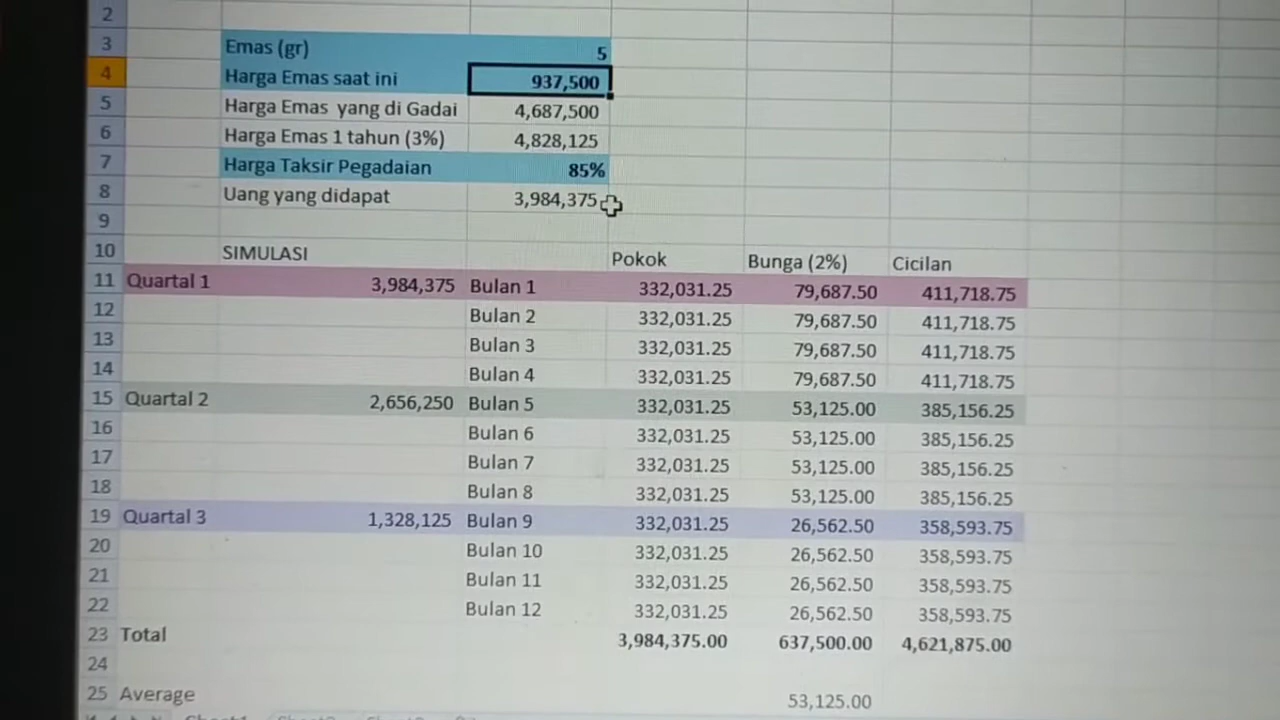 2
3 Emas (gr) 5
4 Harga Emas saat ini 937,500
5 Harga Emas yang di Gadai 4,687,500
6 Harga Emas 1 tahun (3%) 4,828,125
7 Harga Taksir Pegadaian 85%
8 Uang yang didapat 3,984,375
9
10 SIMULASI Pokok Bunga (2%) Cicilan
11 Quartal 1 3,984,375 Bulan 1 332,031.25 79,687.50 411,718.75
12 Bulan 2 332,031.25 79,687.50 411,718.75
13 Bulan 3 332,031.25 79,687.50 411,718.75
14 Bulan 4 332,031.25 79,687.50 411,718.75
15 Quartal 2 2,656,250 Bulan 5 332,031.25 53,125.00 385,156.25
16 Bulan 6 332,031.25 53,125.00 385,156.25
17 Bulan 7 332,031.25 53,125.00 385,156.25
18 Bulan 8 332,031.25 53,125.00 385,156.25
19 Quartal 3 1,328,125 Bulan 9 332,031.25 26,562.50 358,593.75
20 Bulan 10 332,031.25 26,562.50 358,593.75
21 Bulan 11 332,031.25 26,562.50 358,593.75
22 Bulan 12 332,031.25 26,562.50 358,593.75
23 Total 3,984,375.00 637,500.00 4,621,875.00
24
25 Average 53,125.00